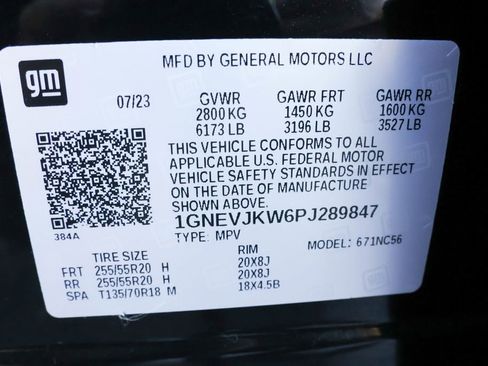 gm
MFD BY GENERAL MOTORS LLC
07/23 GVWR GAWR FRT GAWR RR
2800 KG 1450 KG 1600 KG
6173 LB 3196 LB 3527 LB
THIS VEHICLE CONFORMS TO ALL
APPLICABLE U.S. FEDERAL MOTOR
VEHICLE SAFETY STANDARDS IN EFFECT
ON THE DATE OF MANUFACTURE
SHOWN ABOVE.
1GNEVJKW6PJ289847
384A TYPE: MPV MODEL: 671NC56
TIRE SIZE RIM
FRT 255/55R20 H 20X8J
RR 255/55R20 H 20X8J
SPA T135/70R18 M 18X4.5B